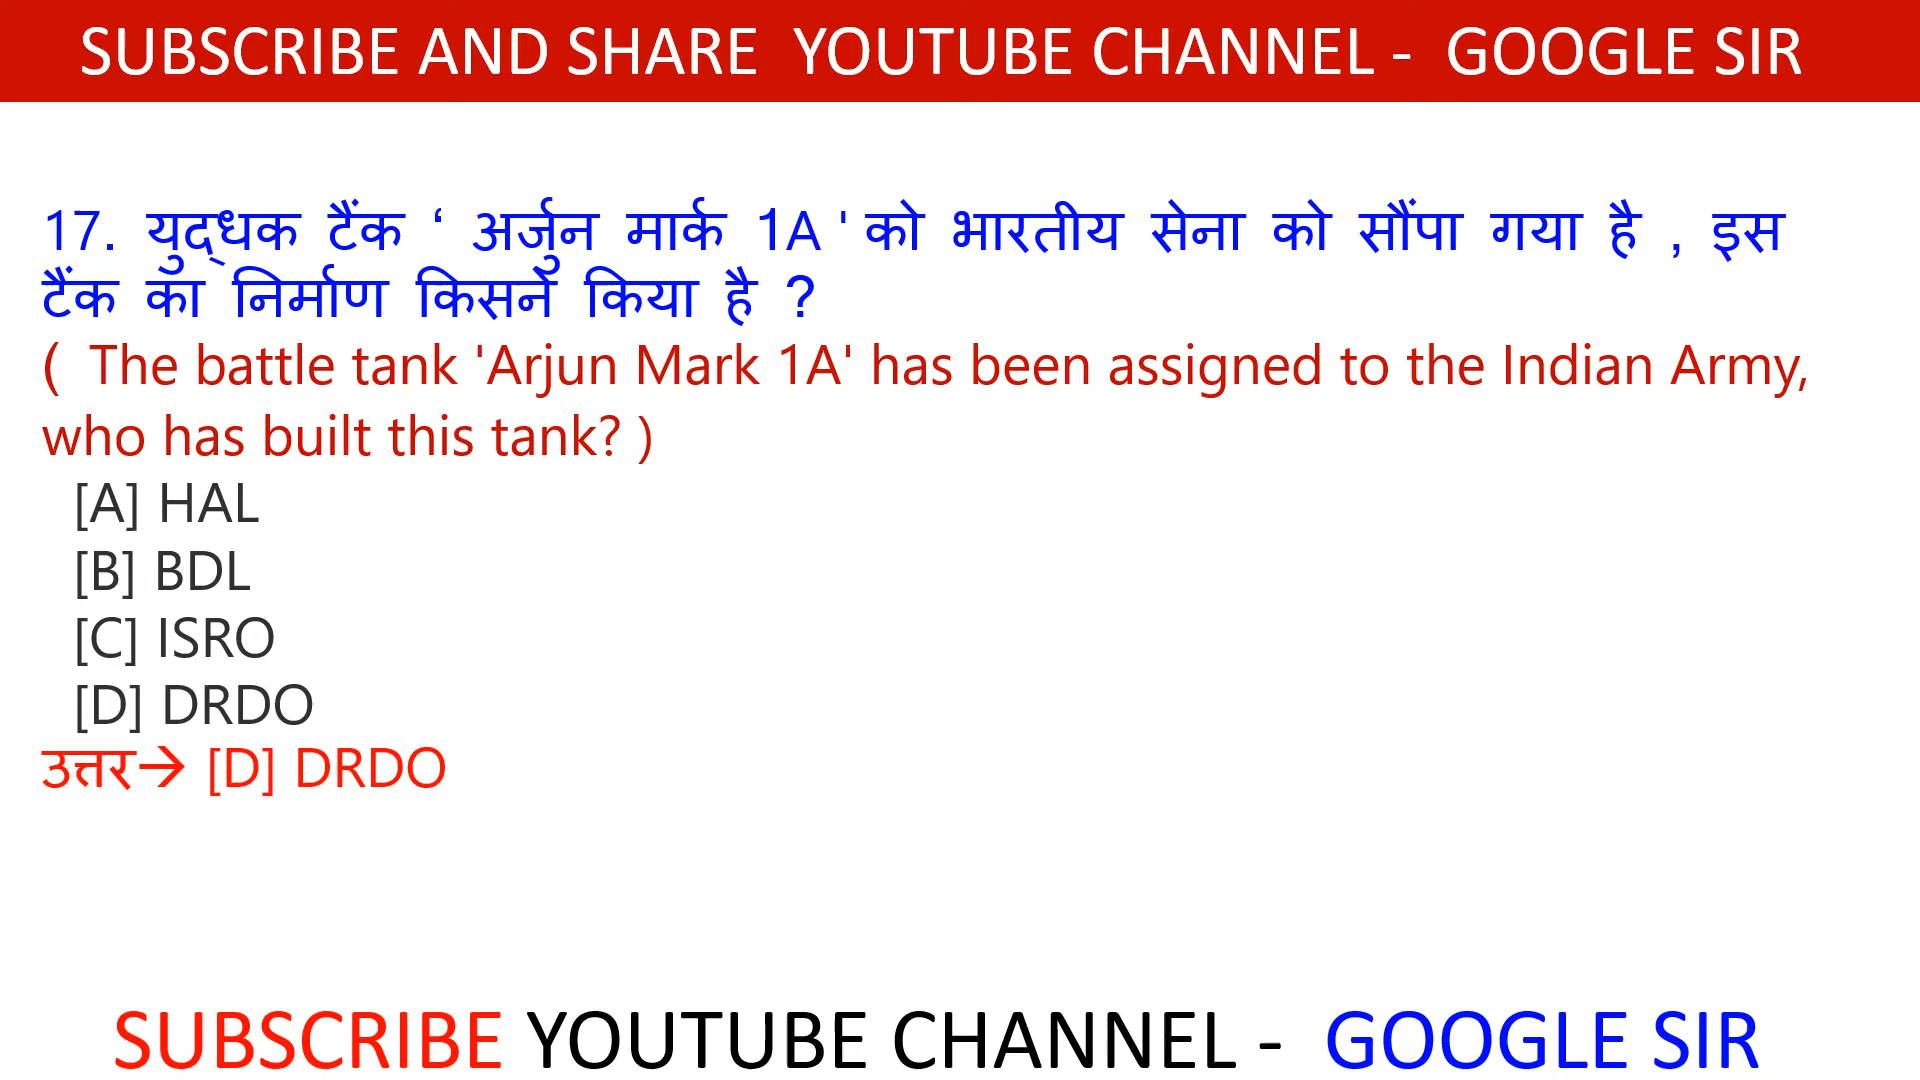 SUBSCRIBE AND SHARE YOUTUBE CHANNEL - GOOGLE SIR
17. युद्धक टैंक ‘ अर्जुन मार्क 1A ' को भारतीय सेना को सौंपा गया है , इस
टैंक का निर्माण किसने किया है ?
( The battle tank 'Arjun Mark 1A' has been assigned to the Indian Army,
who has built this tank? )
[A] HAL
[B] BDL
[C] ISRO
[D] DRDO
उत्तर→ [D] DRDO
SUBSCRIBE YOUTUBE CHANNEL - GOOGLE SIR